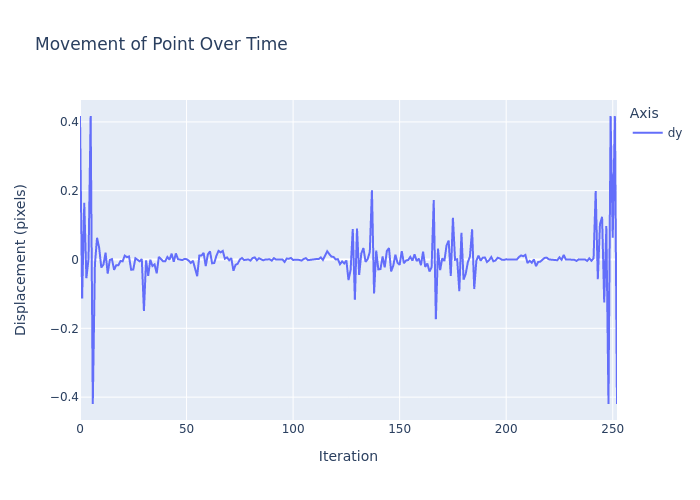 Movement of Point Over Time
Axis
dy
Displacement (pixels)
0.4
0.2
0
−0.2
−0.4
0
50
100
150
200
250
Iteration